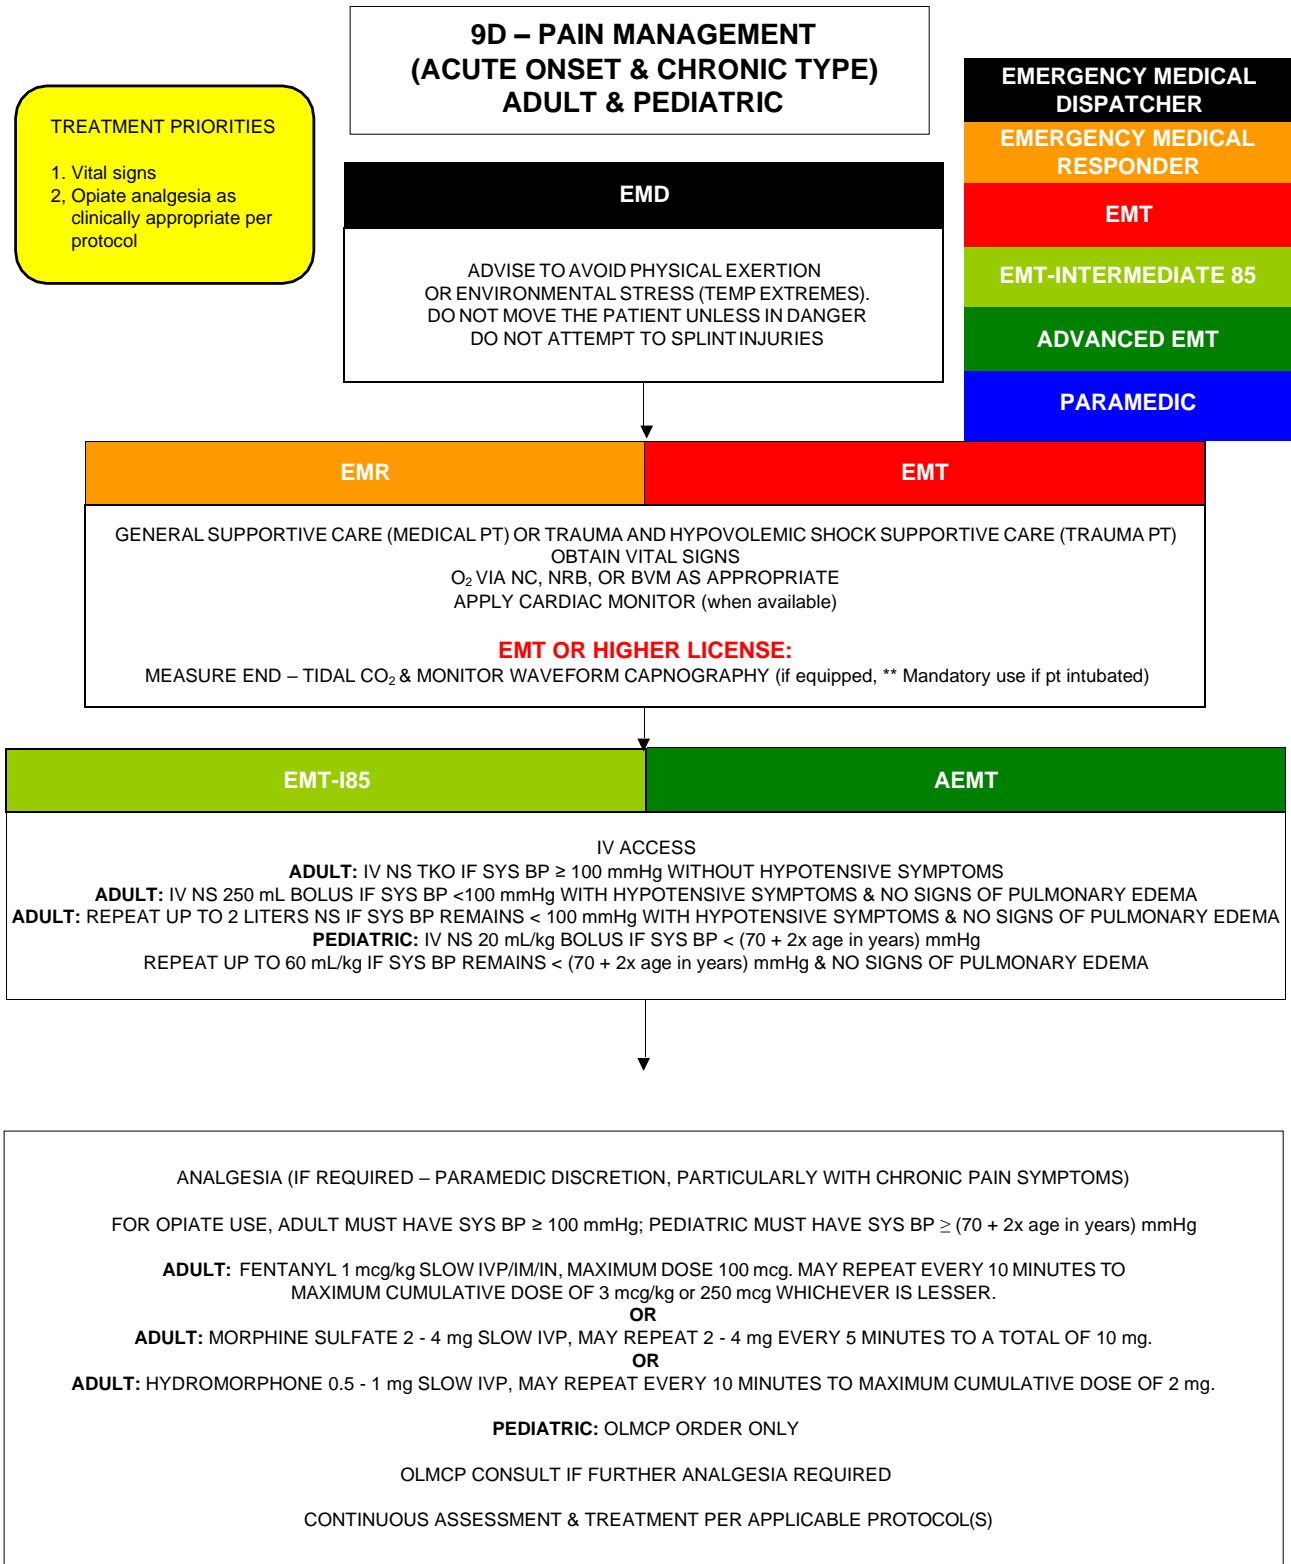 9D – PAIN MANAGEMENT
(ACUTE ONSET & CHRONIC TYPE)
ADULT & PEDIATRIC
TREATMENT PRIORITIES
1. Vital signs
2, Opiate analgesia as
clinically appropriate per
protocol
EMERGENCY MEDICAL
DISPATCHER
EMERGENCY MEDICAL
RESPONDER
EMT
EMT-INTERMEDIATE 85
ADVANCED EMT
PARAMEDIC
EMD
ADVISE TO AVOID PHYSICAL EXERTION
OR ENVIRONMENTAL STRESS (TEMP EXTREMES).
DO NOT MOVE THE PATIENT UNLESS IN DANGER
DO NOT ATTEMPT TO SPLINT INJURIES
EMR
EMT
GENERAL SUPPORTIVE CARE (MEDICAL PT) OR TRAUMA AND HYPOVOLEMIC SHOCK SUPPORTIVE CARE (TRAUMA PT)
OBTAIN VITAL SIGNS
O₂ VIA NC, NRB, OR BVM AS APPROPRIATE
APPLY CARDIAC MONITOR (when available)
EMT OR HIGHER LICENSE:
MEASURE END – TIDAL CO₂ & MONITOR WAVEFORM CAPNOGRAPHY (if equipped, ** Mandatory use if pt intubated)
EMT-I85
AEMT
IV ACCESS
ADULT: IV NS TKO IF SYS BP ≥ 100 mmHg WITHOUT HYPOTENSIVE SYMPTOMS
ADULT: IV NS 250 mL BOLUS IF SYS BP <100 mmHg WITH HYPOTENSIVE SYMPTOMS & NO SIGNS OF PULMONARY EDEMA
ADULT: REPEAT UP TO 2 LITERS NS IF SYS BP REMAINS < 100 mmHg WITH HYPOTENSIVE SYMPTOMS & NO SIGNS OF PULMONARY EDEMA
PEDIATRIC: IV NS 20 mL/kg BOLUS IF SYS BP < (70 + 2x age in years) mmHg
REPEAT UP TO 60 mL/kg IF SYS BP REMAINS < (70 + 2x age in years) mmHg & NO SIGNS OF PULMONARY EDEMA
ANALGESIA (IF REQUIRED – PARAMEDIC DISCRETION, PARTICULARLY WITH CHRONIC PAIN SYMPTOMS)
FOR OPIATE USE, ADULT MUST HAVE SYS BP ≥ 100 mmHg; PEDIATRIC MUST HAVE SYS BP ≥ (70 + 2x age in years) mmHg
ADULT: FENTANYL 1 mcg/kg SLOW IVP/IM/IN, MAXIMUM DOSE 100 mcg. MAY REPEAT EVERY 10 MINUTES TO
MAXIMUM CUMULATIVE DOSE OF 3 mcg/kg or 250 mcg WHICHEVER IS LESSER.
OR
ADULT: MORPHINE SULFATE 2 - 4 mg SLOW IVP, MAY REPEAT 2 - 4 mg EVERY 5 MINUTES TO A TOTAL OF 10 mg.
OR
ADULT: HYDROMORPHONE 0.5 - 1 mg SLOW IVP, MAY REPEAT EVERY 10 MINUTES TO MAXIMUM CUMULATIVE DOSE OF 2 mg.
PEDIATRIC: OLMCP ORDER ONLY
OLMCP CONSULT IF FURTHER ANALGESIA REQUIRED
CONTINUOUS ASSESSMENT & TREATMENT PER APPLICABLE PROTOCOL(S)